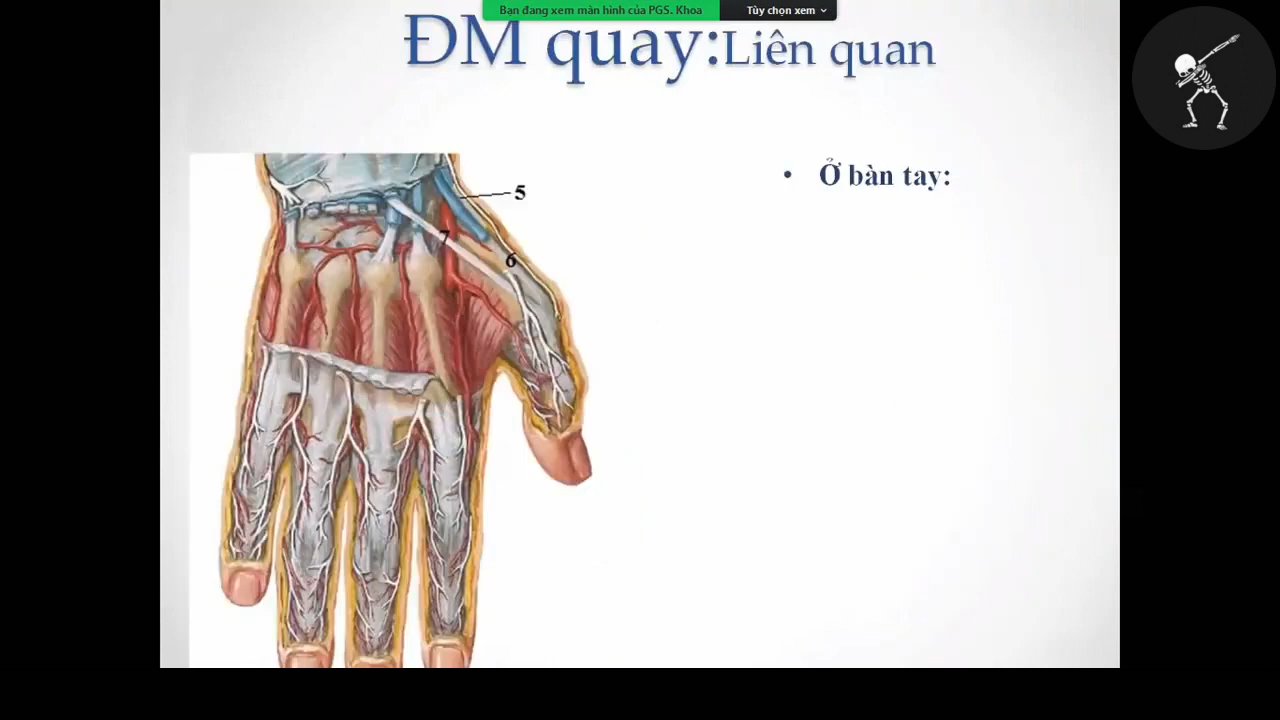 Bạn đang xem màn hình của PGS. Khoa
Tùy chọn xem
ĐM quay:Liên quan
• Ở bàn tay:
5
7
6